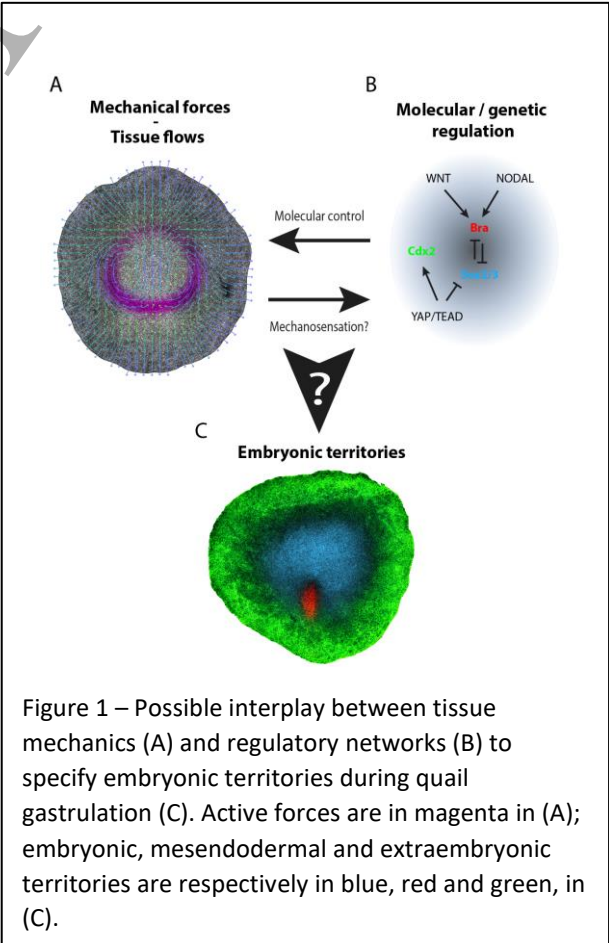 A
Mechanical forces
-
Tissue flows
B
Molecular / genetic
regulation
Molecular control
Mechanosensation?
WNT
NODAL
Bra
Cdx2
YAP/TEAD
?
C
Embryonic territories
Figure 1 – Possible interplay between tissue
mechanics (A) and regulatory networks (B) to
specify embryonic territories during quail
gastrulation (C). Active forces are in magenta in (A);
embryonic, mesendodermal and extraembryonic
territories are respectively in blue, red and green, in
(C).